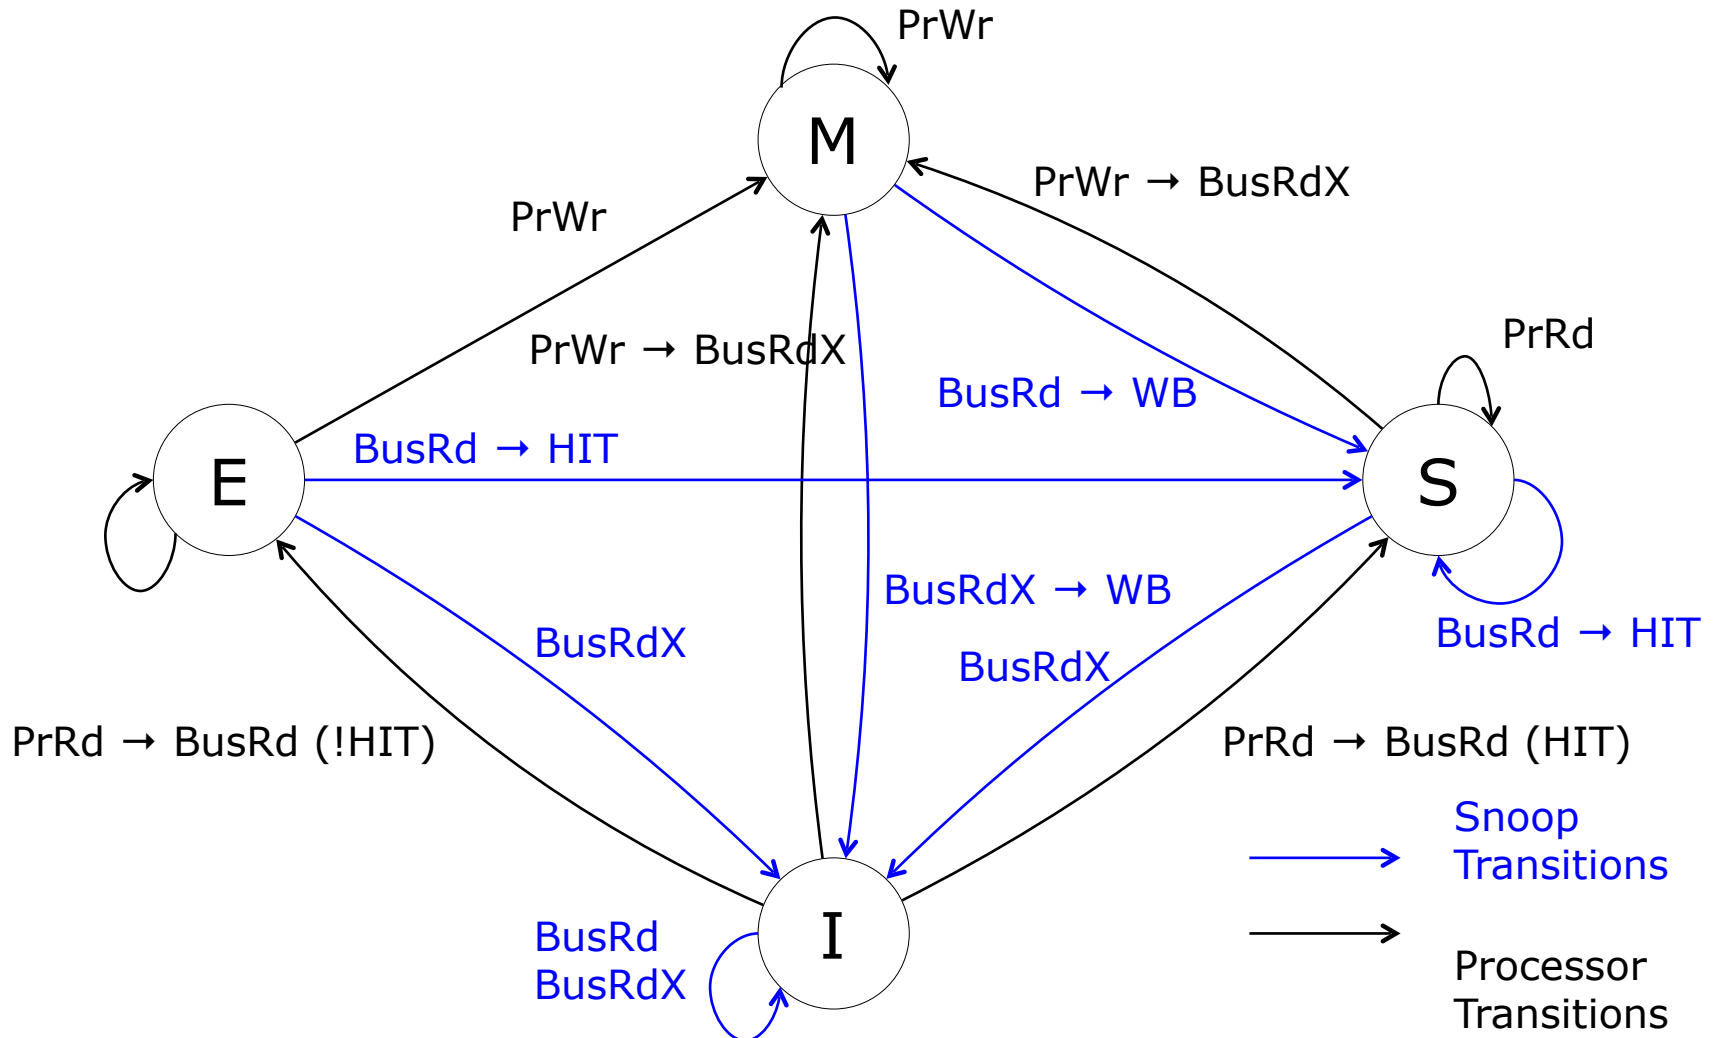 PrWr
M
PrWr → BusRdX
PrWr
PrRd
PrWr → BusRdX
BusRd → WB
BusRd → HIT
E
S
BusRdX → WB
BusRdX
BusRdX
BusRd → HIT
PrRd → BusRd (!HIT)
PrRd → BusRd (HIT)
Snoop
Transitions
I
BusRd
BusRdX
Processor
Transitions